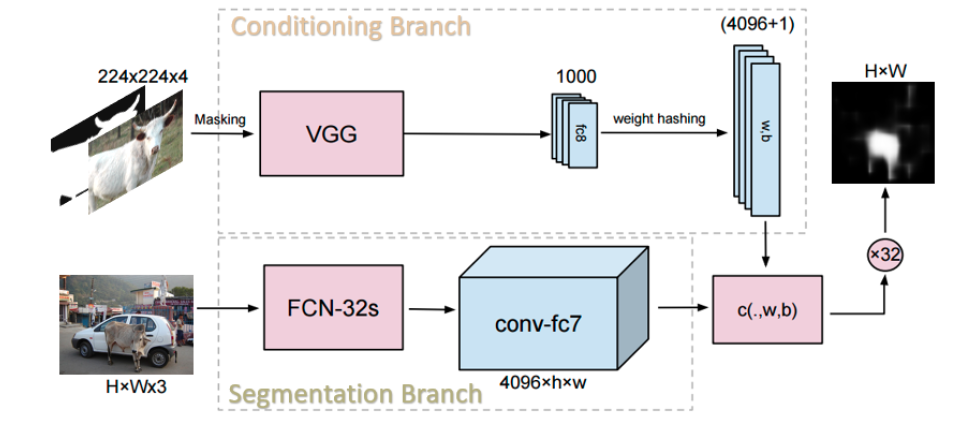 Conditioning Branch
(4096+1)
224x224x4
1000
H×W
Masking
VGG
fc8
weight hashing
w,b
×32
FCN-32s
conv-fc7
c(.,w,b)
H×Wx3
4096×h×w
Segmentation Branch